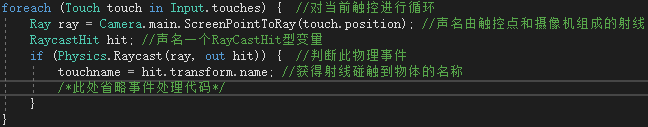 foreach (Touch touch in Input.touches) {  //对当前触控进行循环
Ray ray = Camera.main.ScreenPointToRay(touch.position); //声名由触控点和摄像机组成的射线
RaycastHit hit; //声名一个RayCastHit型变量
if (Physics.Raycast(ray, out hit)) {  //判断此物理事件
touchname = hit.transform.name; //获得射线碰触到物体的名称
/*此处省略事件处理代码*/
}
}